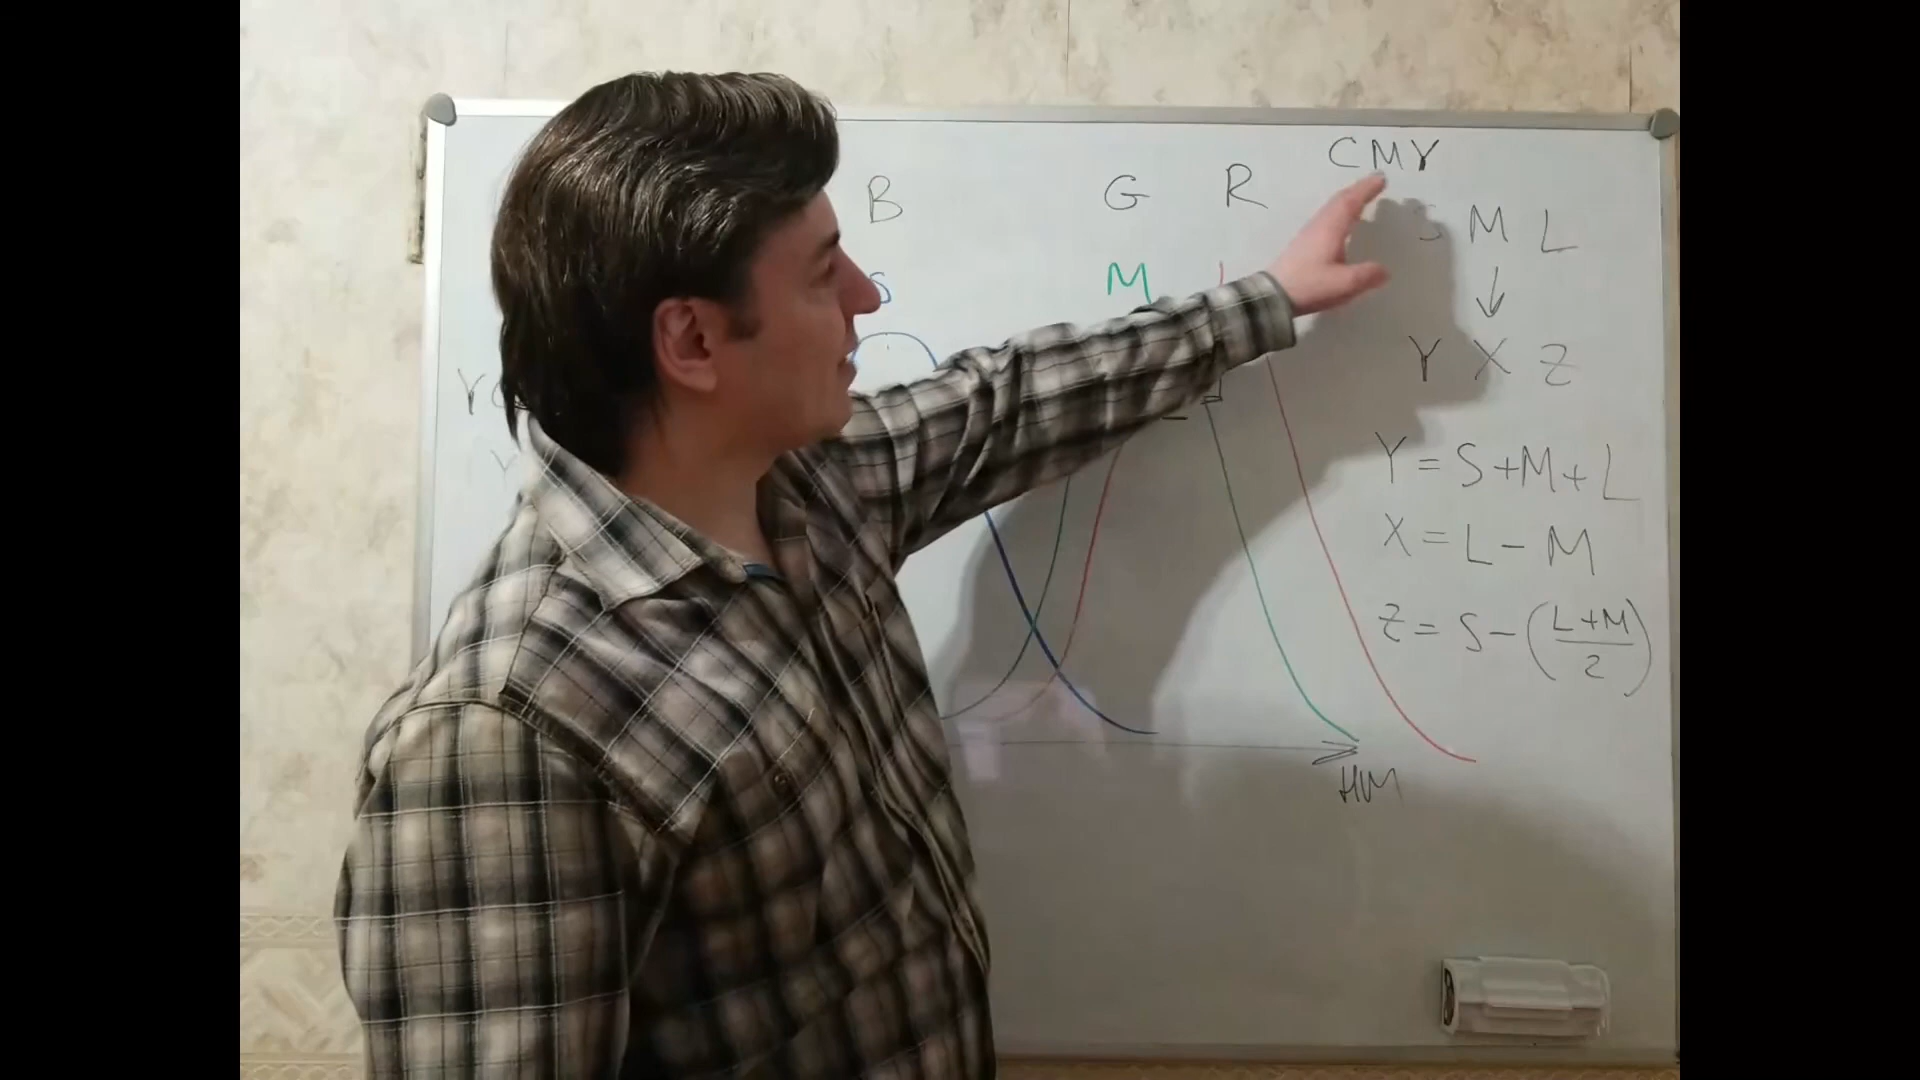 CMY
B G R
S M L
S M
↓
Y X Z
Y = S + M + L
X = L - M
Z = S - (L + M / 2)
НМ